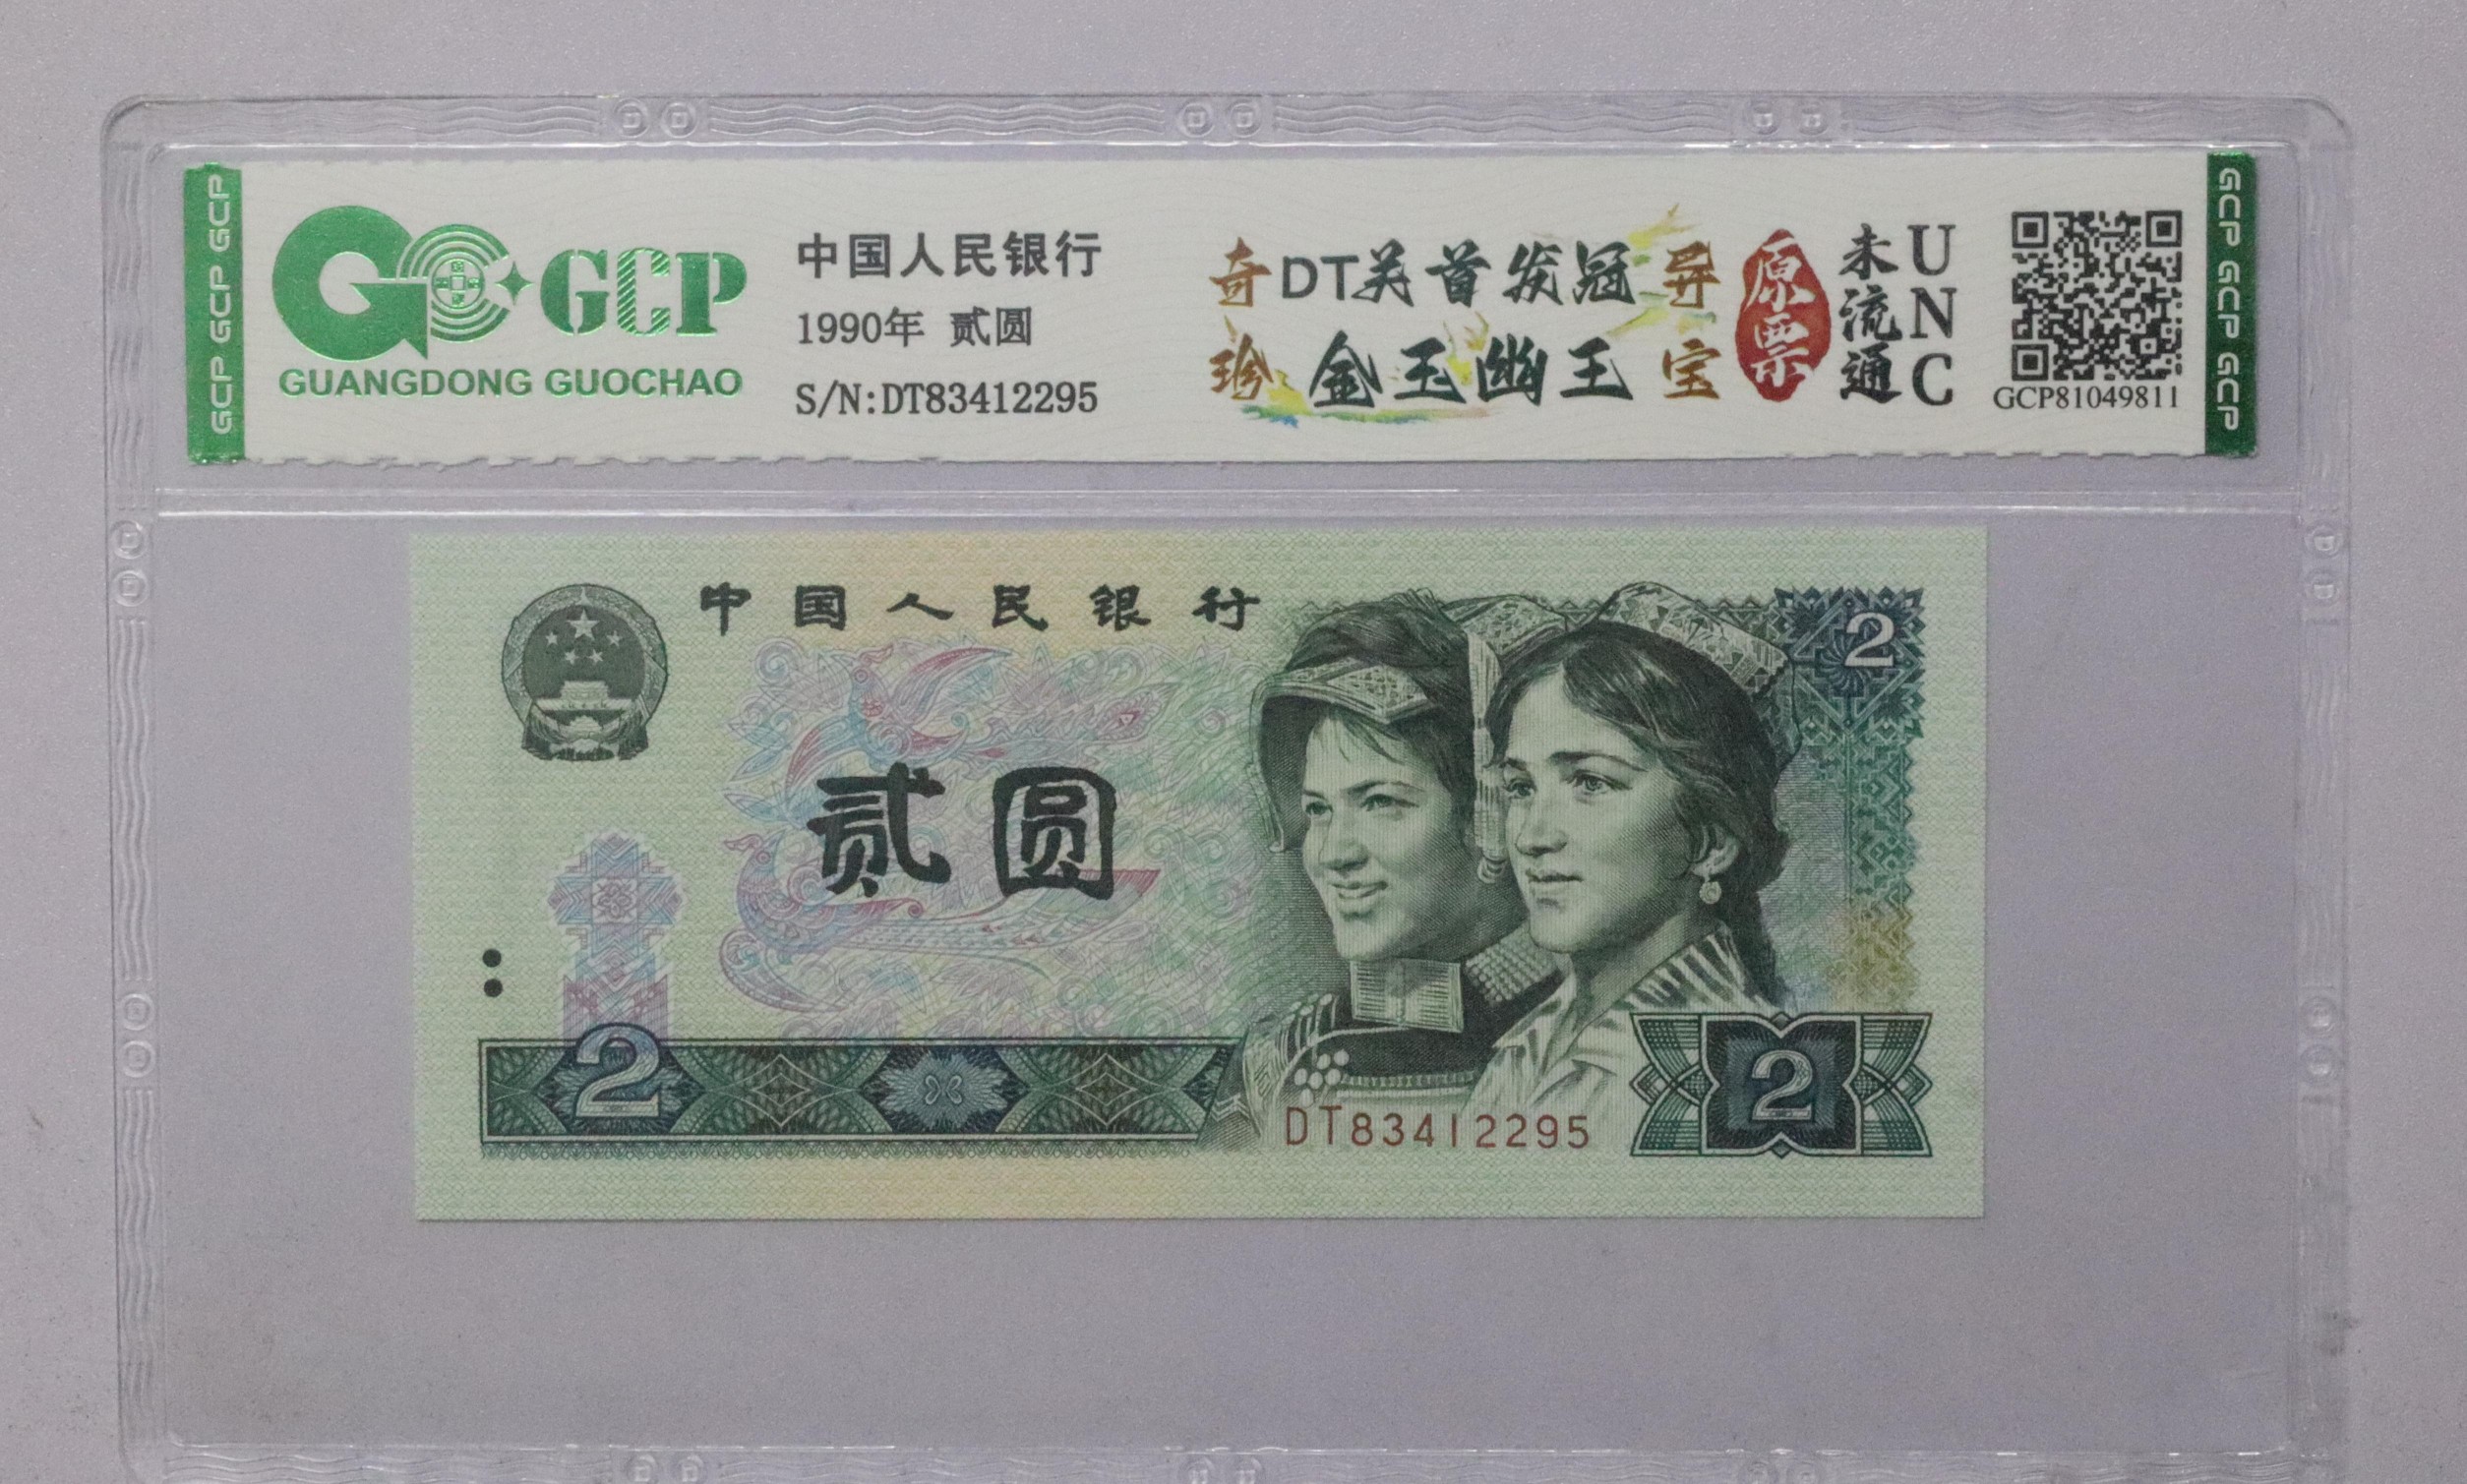 GCP GCP GCP
GCP
GUANGDONG GUOCHAO
中国人民银行
1990年 贰圆
S/N:DT83412295
奇DT关首发冠异
珍金玉幽王宝
原票
未流通
UNC
GCP81049811
GCP GCP GCP
中国人民银行
2
贰圆
2
2
DT83412295